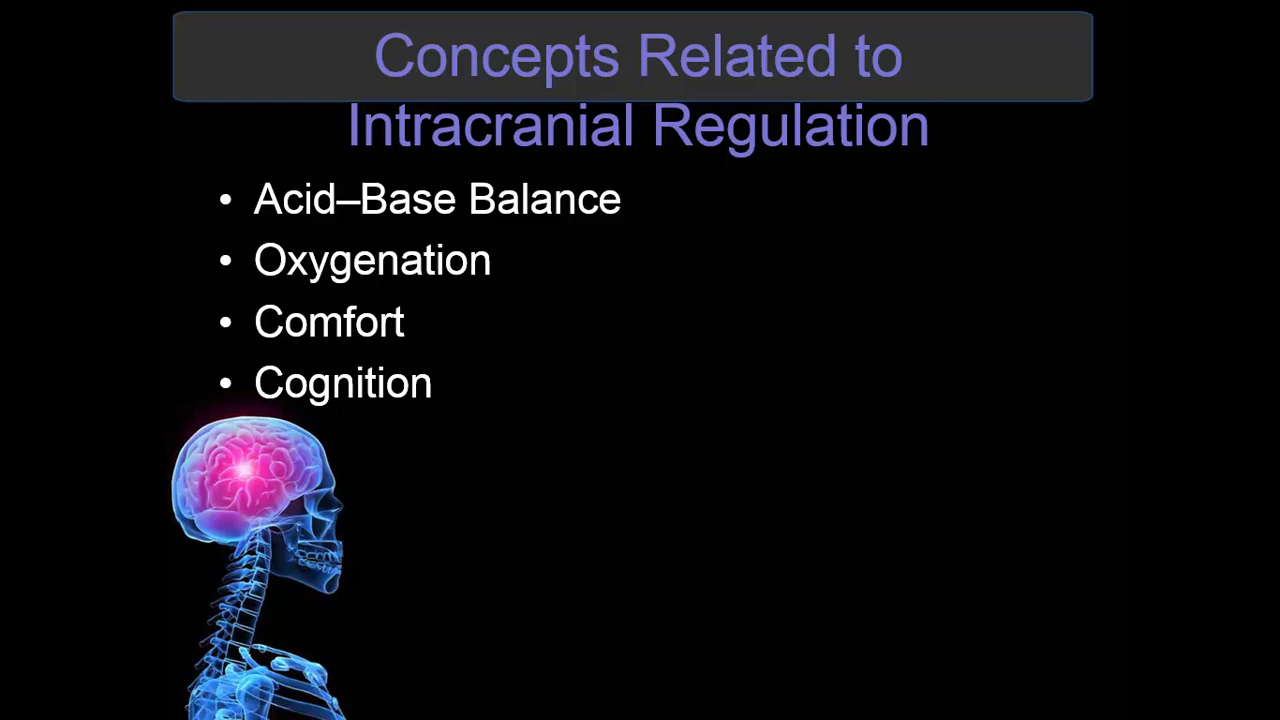 Concepts Related to
Intracranial Regulation
• Acid–Base Balance
• Oxygenation
• Comfort
• Cognition